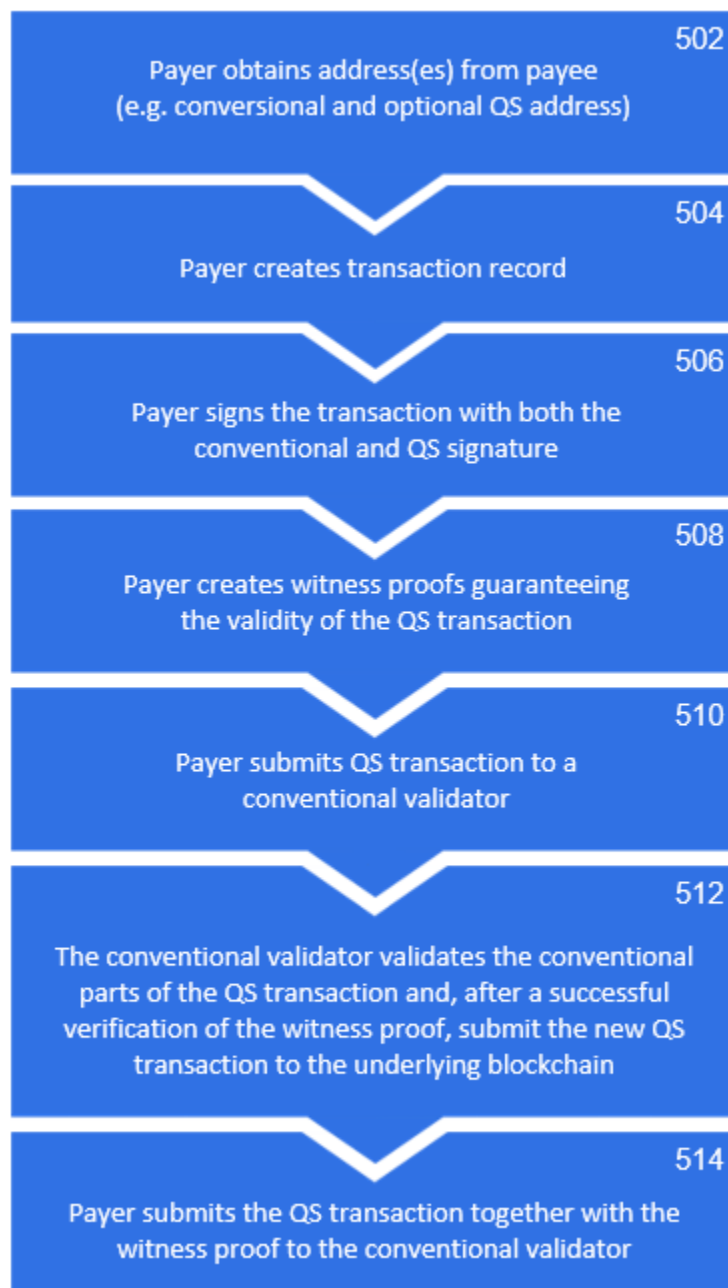 502
Payer obtains address(es) from payee
(e.g. conversional and optional QS address)
504
Payer creates transaction record
506
Payer signs the transaction with both the
conventional and QS signature
508
Payer creates witness proofs guaranteeing
the validity of the QS transaction
510
Payer submits QS transaction to a
conventional validator
512
The conventional validator validates the conventional
parts of the QS transaction and, after a successful
verification of the witness proof, submit the new QS
transaction to the underlying blockchain
514
Payer submits the QS transaction together with the
witness proof to the conventional validator